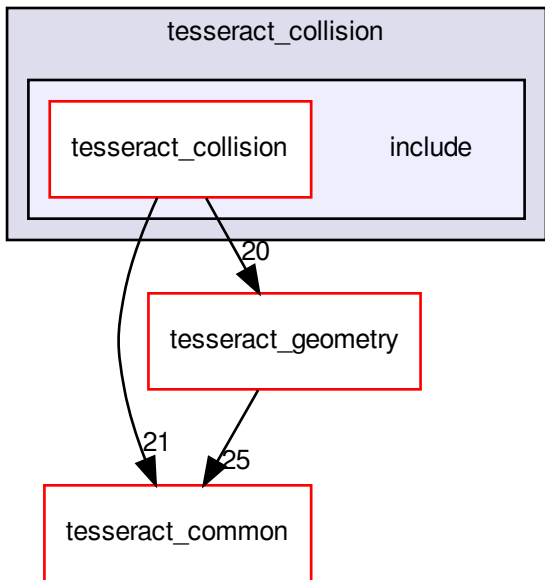 tesseract_collision
tesseract_collision
include
20
tesseract_geometry
21
25
tesseract_common